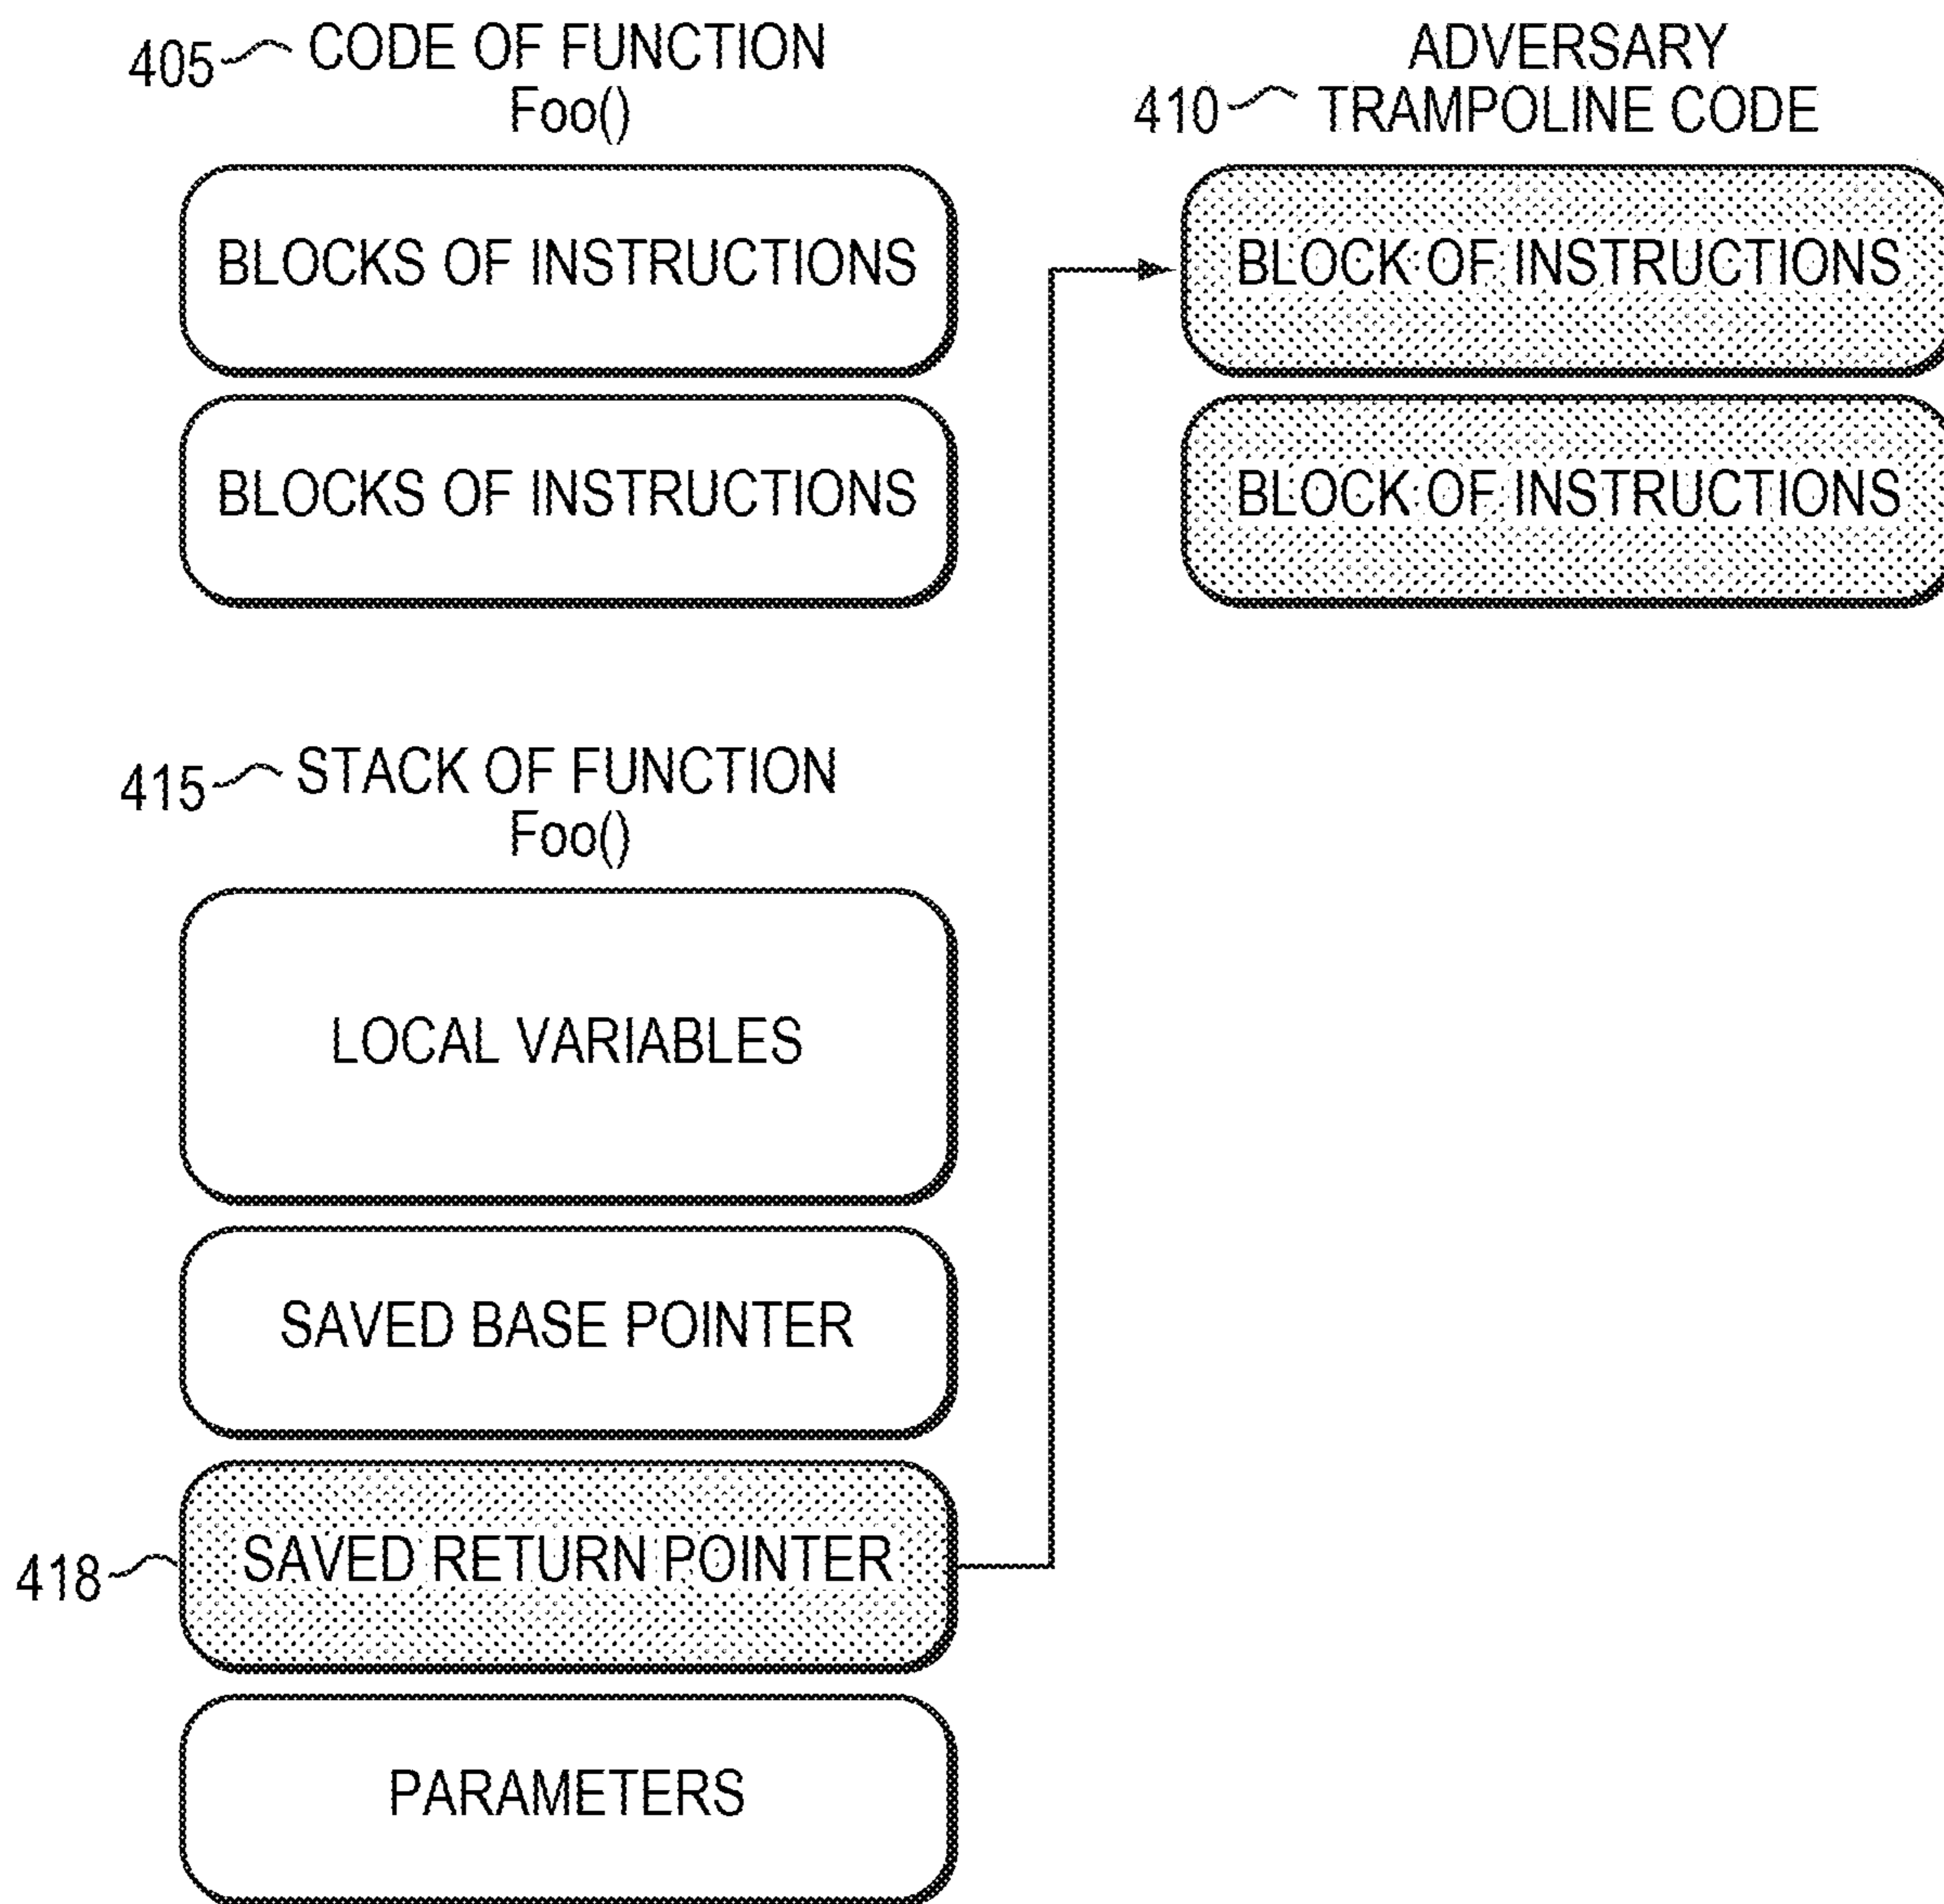 405 CODE OF FUNCTION
Foo()
BLOCKS OF INSTRUCTIONS
BLOCKS OF INSTRUCTIONS
ADVERSARY
410 TRAMPOLINE CODE
BLOCK OF INSTRUCTIONS
BLOCK OF INSTRUCTIONS
415 STACK OF FUNCTION
Foo()
LOCAL VARIABLES
SAVED BASE POINTER
418 SAVED RETURN POINTER
PARAMETERS